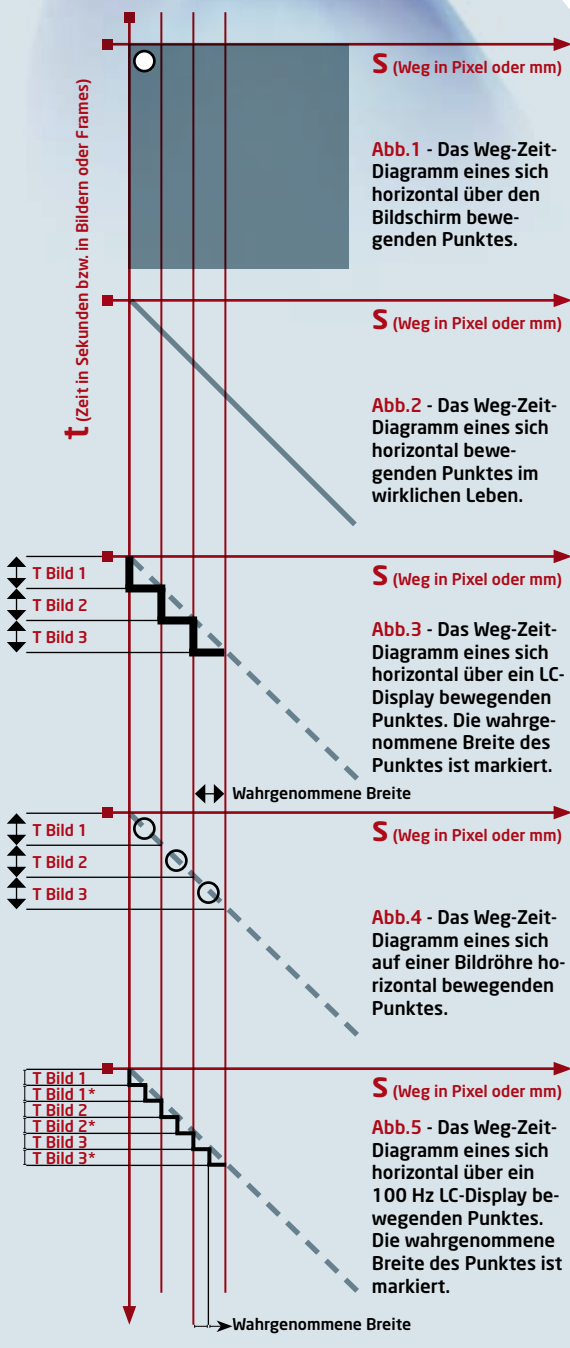 t (Zeit in Sekunden bzw. in Bildern oder Frames)
S (Weg in Pixel oder mm)
Abb.1 - Das Weg-Zeit-
Diagramm eines sich
horizontal über den
Bildschirm bewe-
genden Punktes.
S (Weg in Pixel oder mm)
Abb.2 - Das Weg-Zeit-
Diagramm eines sich
horizontal bewe-
genden Punktes im
wirklichen Leben.
T Bild 1
T Bild 2
T Bild 3
S (Weg in Pixel oder mm)
Abb.3 - Das Weg-Zeit-
Diagramm eines sich
horizontal über ein LC-
Display bewegenden
Punktes. Die wahrge-
nommene Breite des
Punktes ist markiert.
Wahrgenommene Breite
T Bild 1
T Bild 2
T Bild 3
S (Weg in Pixel oder mm)
Abb.4 - Das Weg-Zeit-
Diagramm eines sich
auf einer Bildröhre ho-
rizontal bewegenden
Punktes.
T Bild 1
T Bild 1*
T Bild 2
T Bild 2*
T Bild 3
T Bild 3*
S (Weg in Pixel oder mm)
Abb.5 - Das Weg-Zeit-
Diagramm eines sich
horizontal über ein
100 Hz LC-Display be-
wegenden Punktes.
Die wahrgenommene
Breite des Punktes ist
markiert.
Wahrgenommene Breite